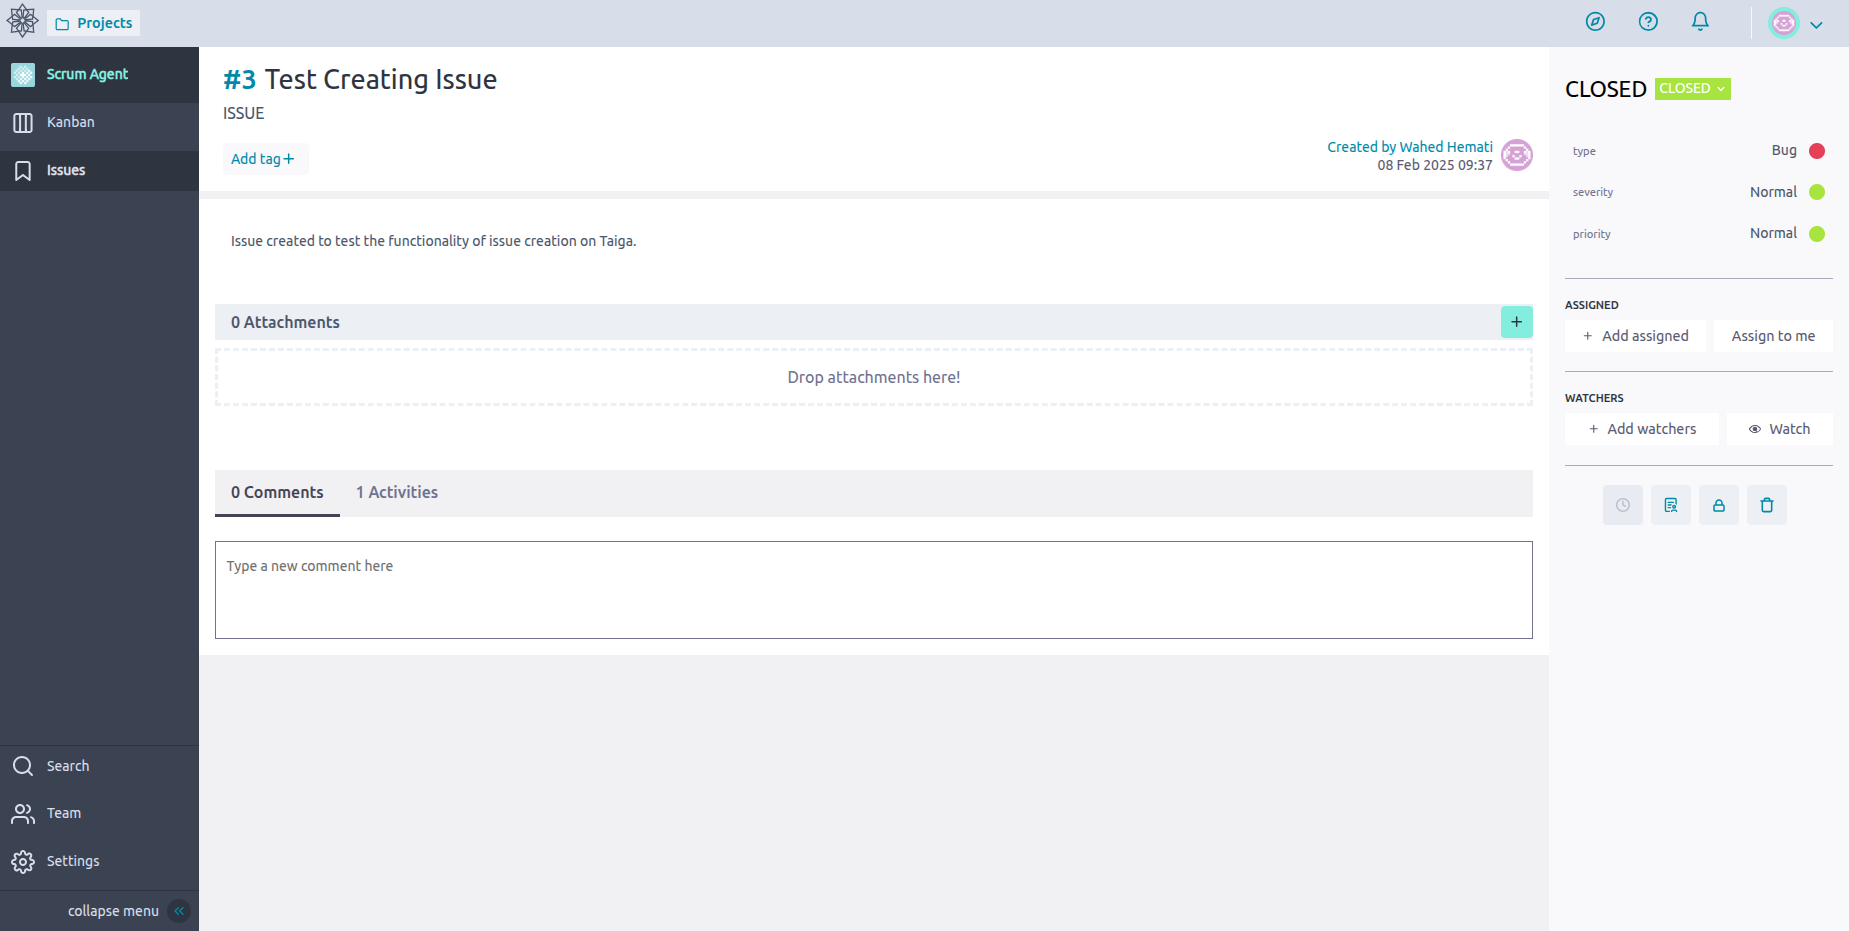 Projects
Scrum Agent
Kanban
Issues
Search
Team
Settings
collapse menu
#3 Test Creating Issue
ISSUE
Add tag
Created by Wahed Hemati
08 Feb 2025 09:37
Issue created to test the functionality of issue creation on Taiga.
0 Attachments
Drop attachments here!
0 Comments 1 Activities
Type a new comment here
CLOSED CLOSED
type Bug
severity Normal
priority Normal
ASSIGNED
+ Add assigned Assign to me
WATCHERS
+ Add watchers Watch